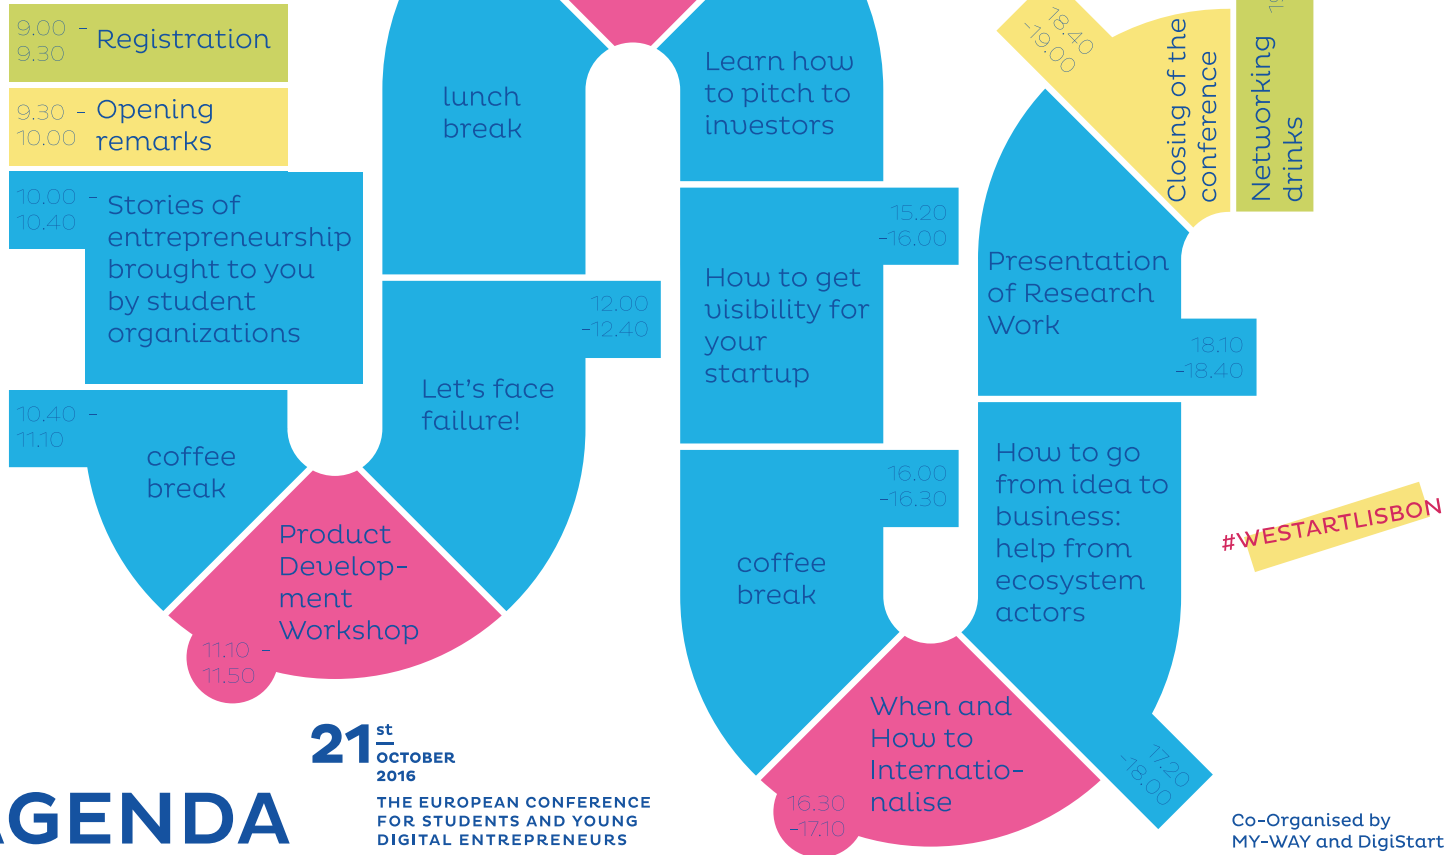 9.00 -
9.30
Registration
9.30 -
10.00
Opening
remarks
10.00 -
10.40
Stories of
entrepreneurship
brought to you
by student
organizations
10.40 -
11.10
coffee
break
Product
Develop-
ment
Workshop
11.10 -
11.50
Let's face
failure!
12.00
-12.40
lunch
break
Learn how
to pitch to
investors
15.20
-16.00
How to get
visibility for
your
startup
16.00
-16.30
coffee
break
When and
How to
Internatio-
nalise
16.30
-17.10
How to go
from idea to
business:
help from
ecosystem
actors
17.20
-18.00
Presentation
of Research
Work
18.10
-18.40
18.40
-19.00
Closing of the
conference
Networking
drinks
#WESTARTLISBON
21st
OCTOBER
2016
AGENDA
THE EUROPEAN CONFERENCE
FOR STUDENTS AND YOUNG
DIGITAL ENTREPRENEURS
Co-Organised by
MY-WAY and DigiStart